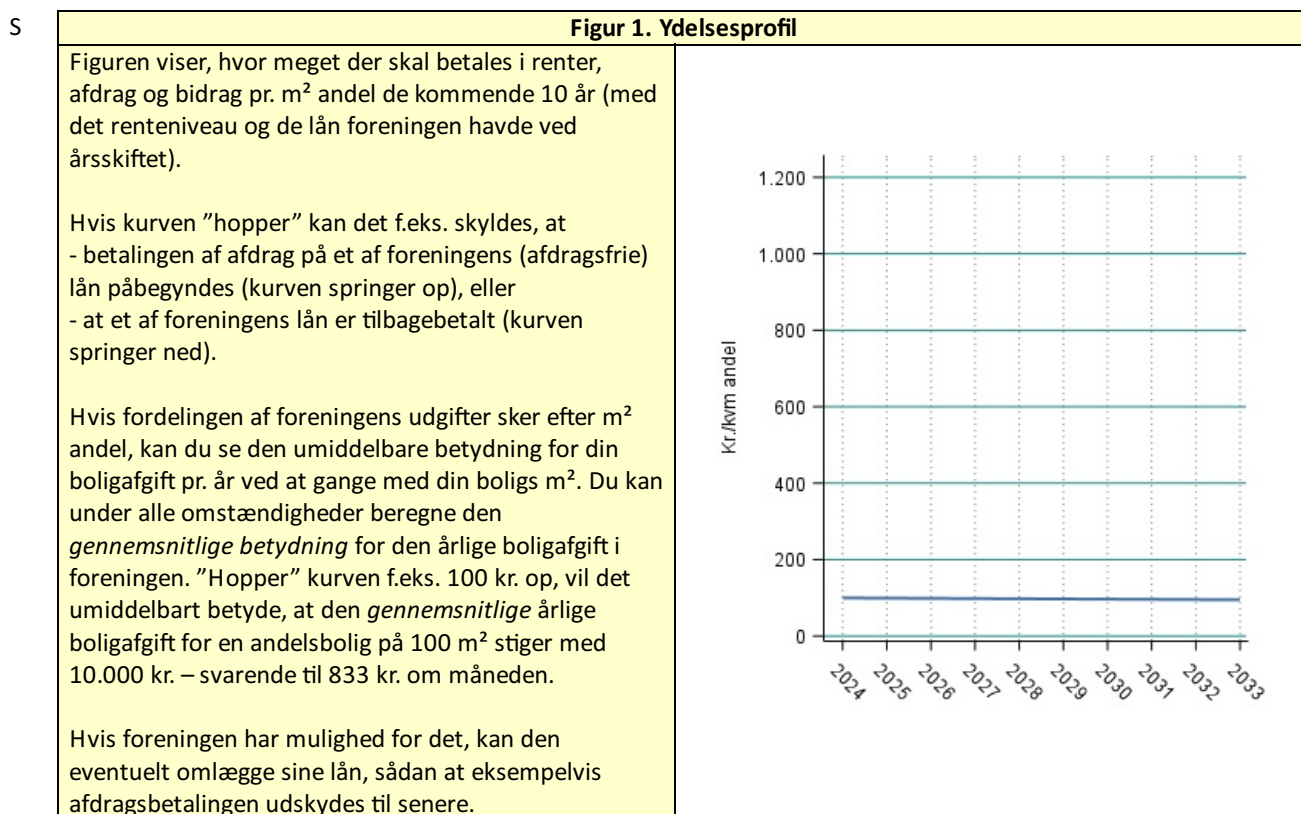 S
Figur 1. Ydelsesprofil
Figuren viser, hvor meget der skal betales i renter,
afdrag og bidrag pr. m² andel de kommende 10 år (med
det renteniveau og de lån foreningen havde ved
årsskiftet).
Hvis kurven ”hopper” kan det f.eks. skyldes, at
- betalingen af afdrag på et af foreningens (afdragsfrie)
lån påbegyndes (kurven springer op), eller
- at et af foreningens lån er tilbagebetalt (kurven
springer ned).
Hvis fordelingen af foreningens udgifter sker efter m²
andel, kan du se den umiddelbare betydning for din
boligafgift pr. år ved at gange med din boligs m². Du kan
under alle omstændigheder beregne den
gennemsnitlige betydning for den årlige boligafgift i
foreningen. ”Hopper” kurven f.eks. 100 kr. op, vil det
umiddelbart betyde, at den gennemsnitlige årlige
boligafgift for en andelsbolig på 100 m² stiger med
10.000 kr. – svarende til 833 kr. om måneden.
Hvis foreningen har mulighed for det, kan den
eventuelt omlægge sine lån, sådan at eksempelvis
afdragsbetalingen udskydes til senere.
Kr./kvm andel
1.200
1.000
800
600
400
200
0
2024
2025
2026
2027
2028
2029
2030
2031
2032
2033